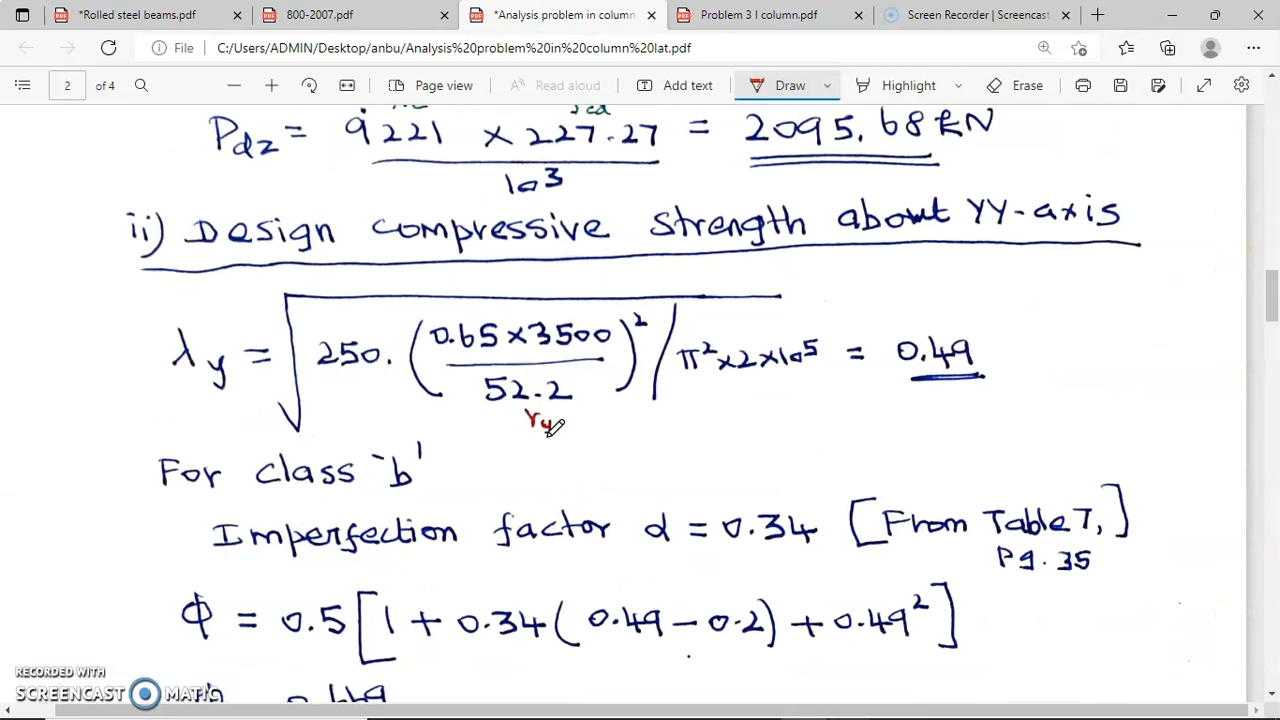 *Rolled steel beams.pdf
800-2007.pdf
*Analysis problem in column
Problem 3 I column.pdf
Screen Recorder | Screencast
File C:/Users/ADMIN/Desktop/anbu/Analysis%20problem%20in%20column%20lat.pdf
2 of 4 Page view Read aloud Add text Draw Highlight Erase
Pdz = 9221 × 227.27 / 10³ = 2095.68 kN
ii) Design compressive strength about YY-axis
λy = √ 250. (0.65×3500 / 52.2)² / π²×2×10⁵ = 0.49
ry
For class `b'
Imperfection factor α = 0.34 [From Table 7,]
Pg. 35
Φ = 0.5 [1 + 0.34 ( 0.49 – 0.2) + 0.49²]
RECORDED WITH
SCREENCAST MATIC